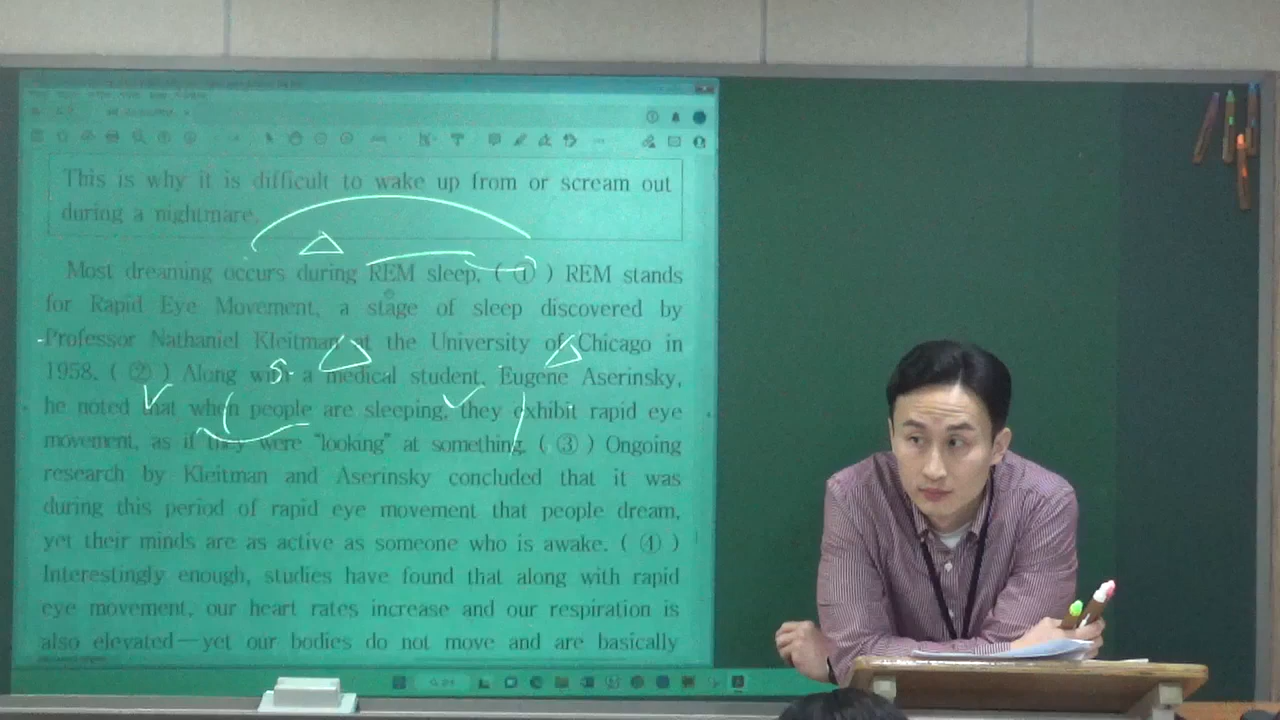 This is why it is difficult to wake up from or scream out
during a nightmare.
Most dreaming occurs during REM sleep. ( ① ) REM stands
for Rapid Eye Movement, a stage of sleep discovered by
Professor Nathaniel Kleitman at the University of Chicago in
1958. ( ② ) Along with a medical student, Eugene Aserinsky,
he noted that when people are sleeping, they exhibit rapid eye
movement, as if they were “looking” at something. ( ③ ) Ongoing
research by Kleitman and Aserinsky concluded that it was
during this period of rapid eye movement that people dream,
yet their minds are as active as someone who is awake. ( ④ )
Interestingly enough, studies have found that along with rapid
eye movement, our heart rates increase and our respiration is
also elevated—yet our bodies do not move and are basically